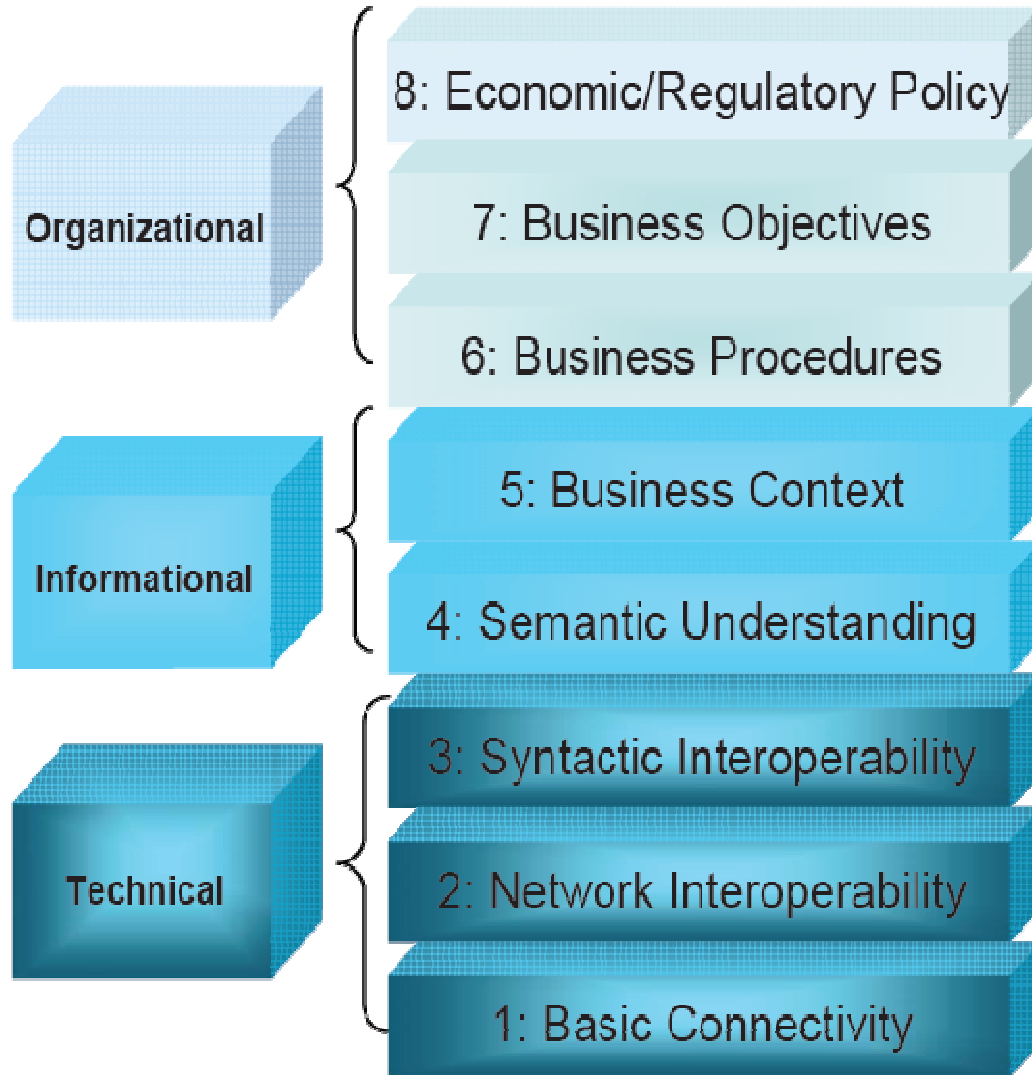 Organizational
8: Economic/Regulatory Policy
7: Business Objectives
6: Business Procedures
Informational
5: Business Context
4: Semantic Understanding
Technical
3: Syntactic Interoperability
2: Network Interoperability
1: Basic Connectivity